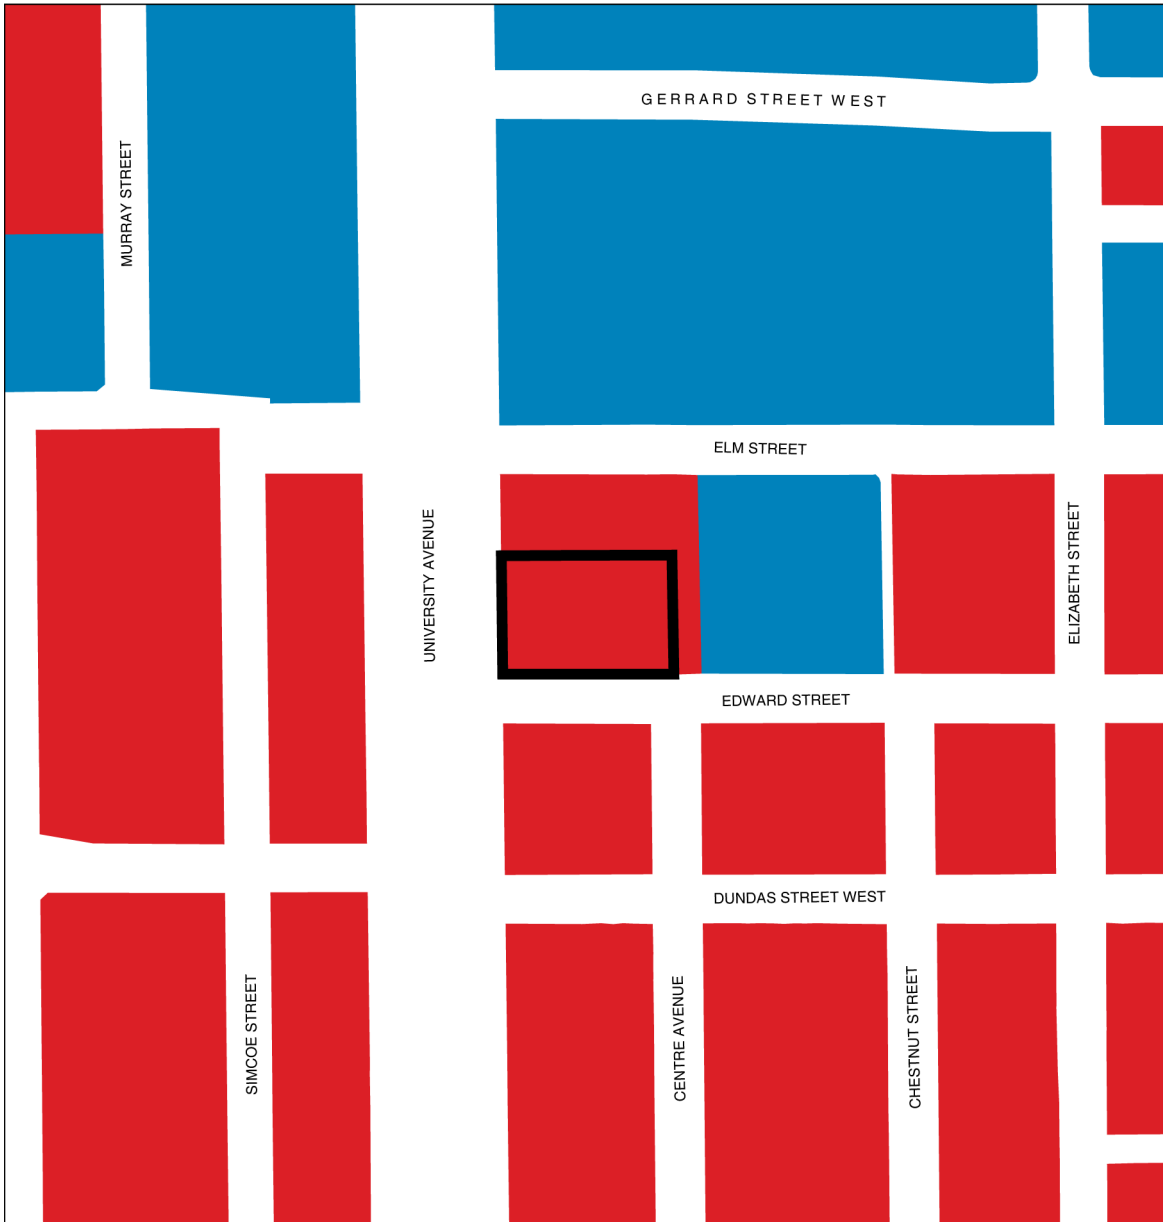 GERRARD STREET WEST
MURRAY STREET
ELM STREET
UNIVERSITY AVENUE
ELIZABETH STREET
EDWARD STREET
DUNDAS STREET WEST
SIMCOE STREET
CENTRE AVENUE
CHESTNUT STREET